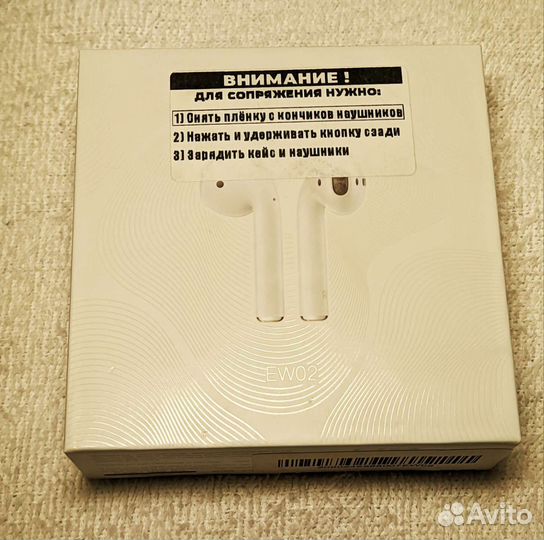 ВНИМАНИЕ !
ДЛЯ СОПРЯЖЕНИЯ НУЖНО:
1) Снять плёнку с кончиков наушников
2) Нажать и удерживать кнопку сзади
3) Зарядить кейс и наушники
EW02
Avito